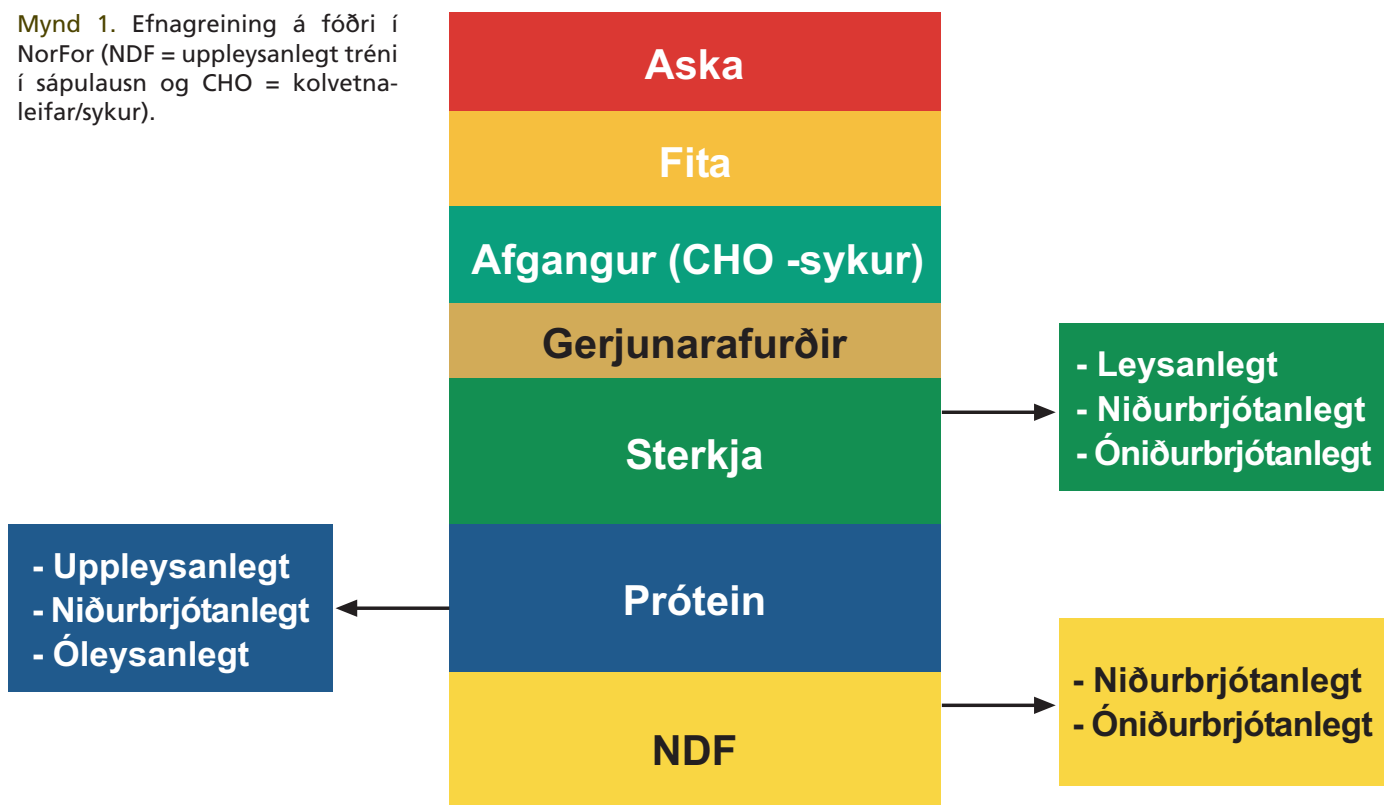 Mynd 1. Efnagreining á fóðri í
NorFor (NDF = uppleysanlegt tréni
í sápulausn og CHO = kolvetna-
leifar/sykur).
Aska
Fita
Afgangur (CHO -sykur)
Gerjunarafurðir
Sterkja
- Leysanlegt
- Niðurbrjótanlegt
- Óniðurbrjótanlegt
Prótein
- Uppleysanlegt
- Niðurbrjótanlegt
- Óleysanlegt
NDF
- Niðurbrjótanlegt
- Óniðurbrjótanlegt